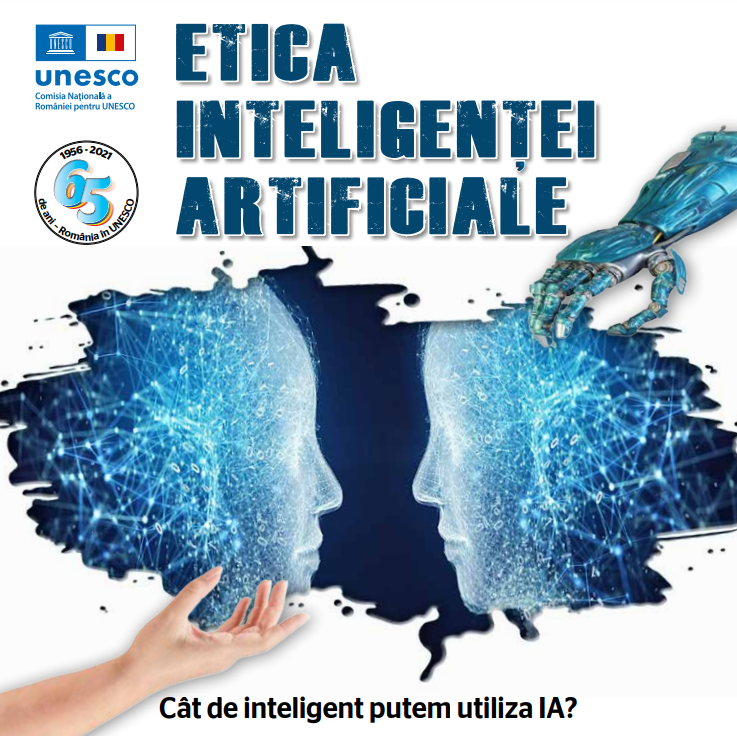 unesco
Comisia Națională a
României pentru UNESCO
1956 - 2021
65
de ani - România în UNESCO
ETICA
INTELIGENȚEI
ARTIFICIALE
Cât de inteligent putem utiliza IA?